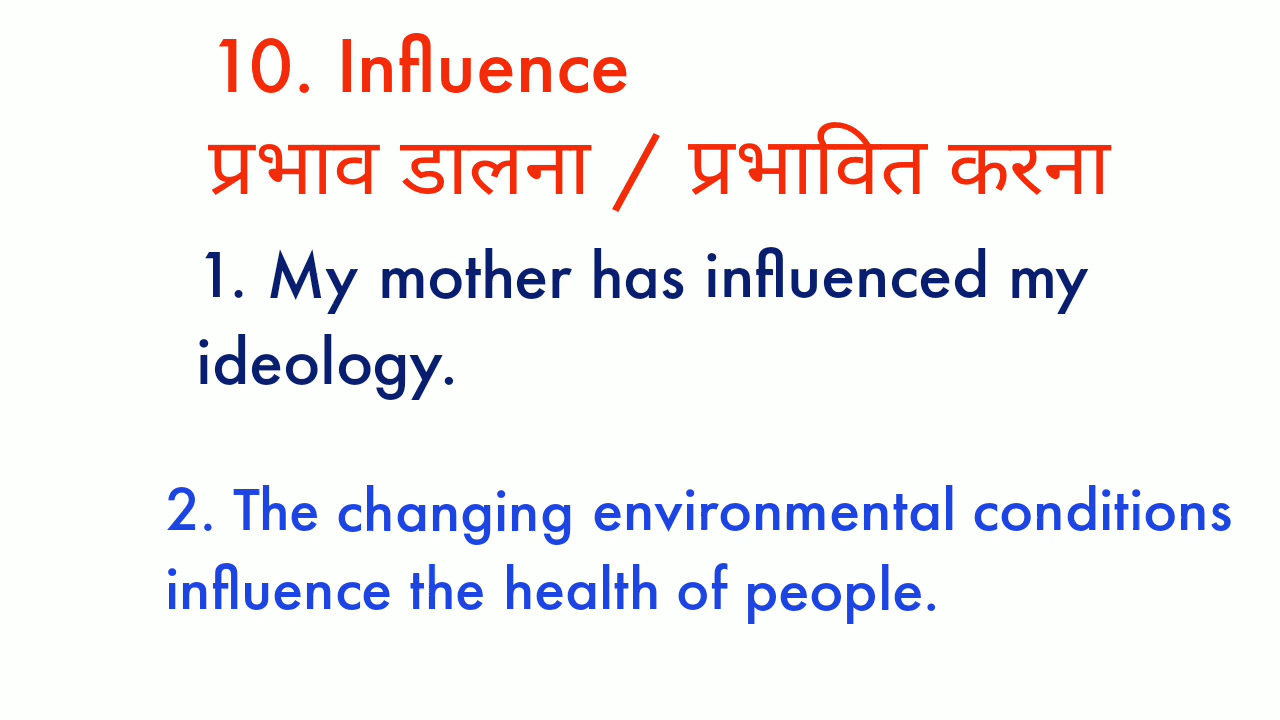 10. Influence
प्रभाव डालना / प्रभावित करना
1. My mother has influenced my
ideology.
2. The changing environmental conditions
influence the health of people.